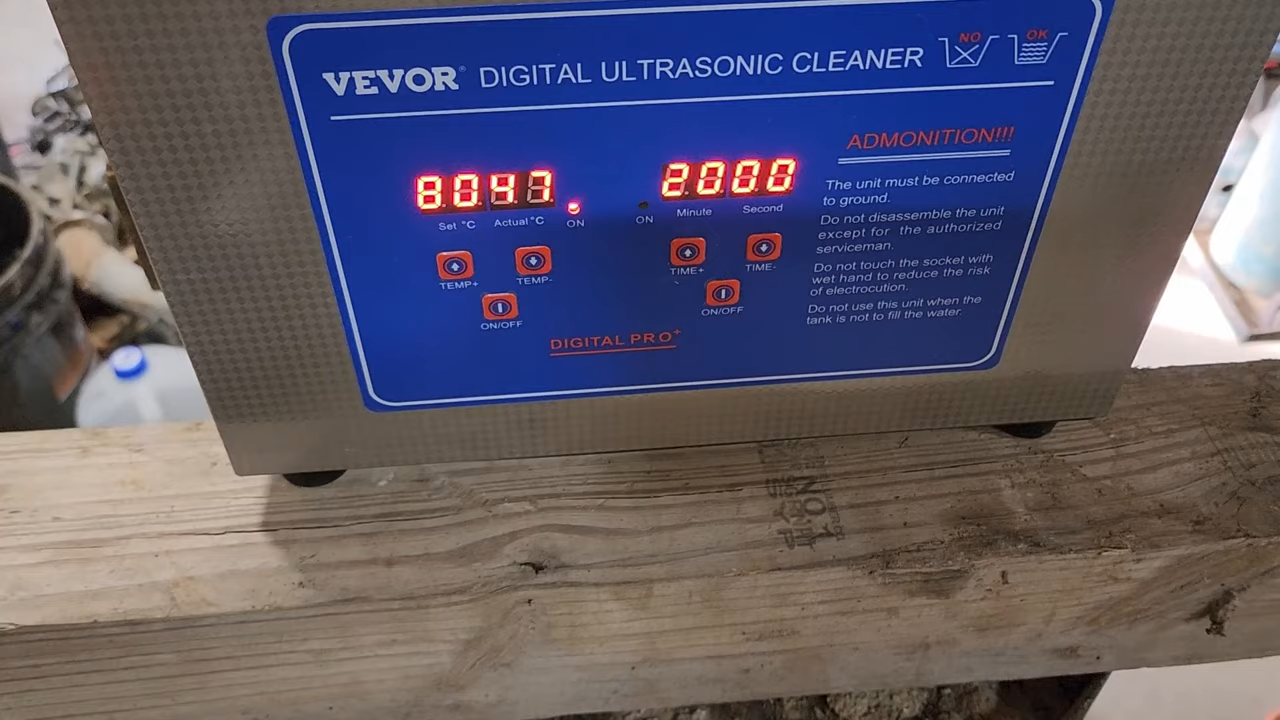 VEVOR® DIGITAL ULTRASONIC CLEANER
NO
OK
8047
2000
Set °C
Actual °C
ON
ON
Minute
Second
TEMP+
TEMP-
ON/OFF
TIME+
TIME-
ON/OFF
DIGITAL PRO+
ADMONITION!!!
The unit must be connected
to ground.
Do not disassemble the unit
except for the authorized
serviceman.
Do not touch the socket with
wet hand to reduce the risk
of electrocution.
Do not use this unit when the
tank is not to fill the water.